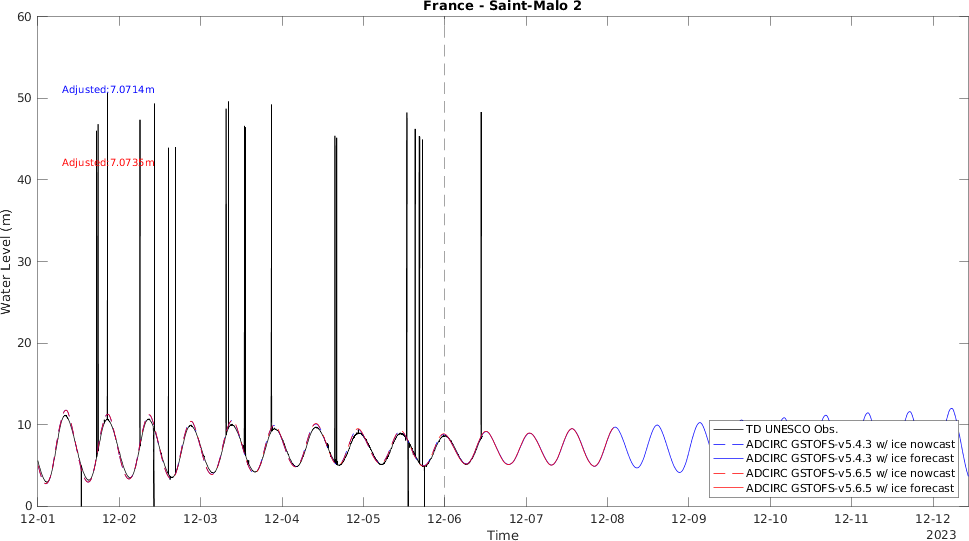 France - Saint-Malo 2
60
50
40
30
20
10
0
Water Level (m)
Adjusted:7.0714m
Adjusted:7.0735m
TD UNESCO Obs.
ADCIRC GSTOFS-v5.4.3 w/ ice nowcast
ADCIRC GSTOFS-v5.4.3 w/ ice forecast
ADCIRC GSTOFS-v5.6.5 w/ ice nowcast
ADCIRC GSTOFS-v5.6.5 w/ ice forecast
12-01 12-02 12-03 12-04 12-05 12-06 12-07 12-08 12-09 12-10 12-11 12-12
Time
2023